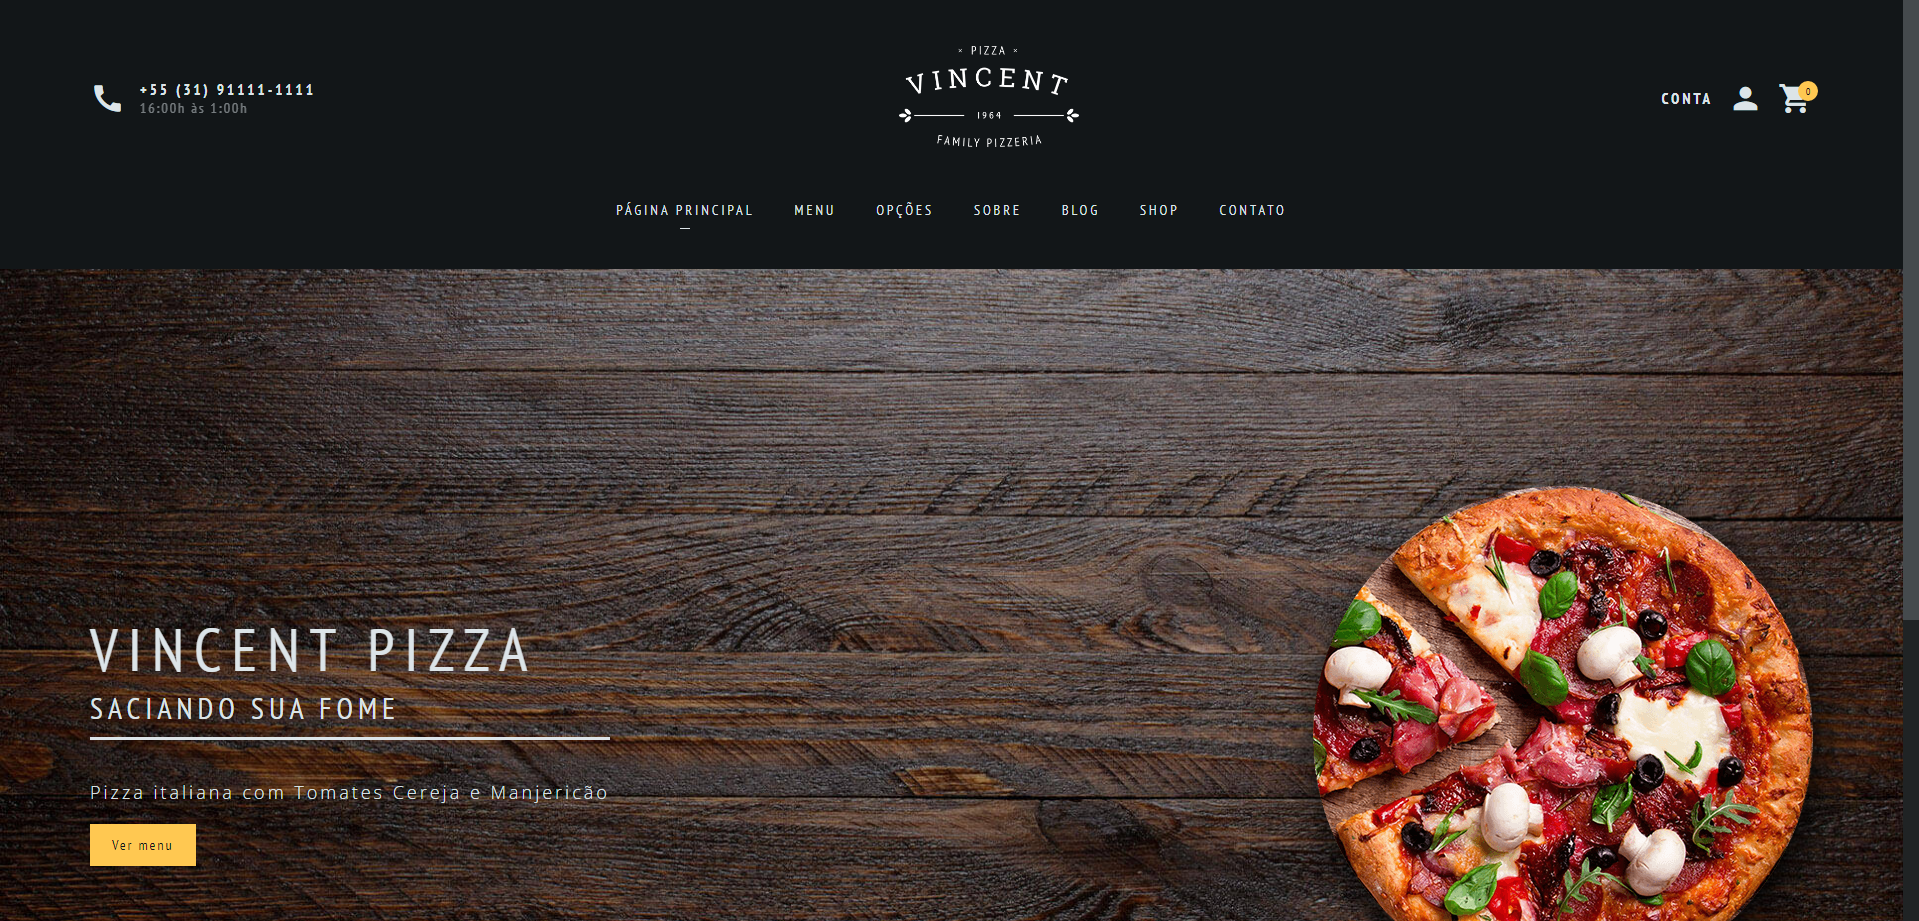 +55 (31) 91111-1111
16:00h às 1:00h
× PIZZA ×
VINCENT
1964
FAMILY PIZZERIA
CONTA
0
PÁGINA PRINCIPAL MENU OPÇÕES SOBRE BLOG SHOP CONTATO
VINCENT PIZZA
SACIANDO SUA FOME
Pizza italiana com Tomates Cereja e Manjericão
Ver menu